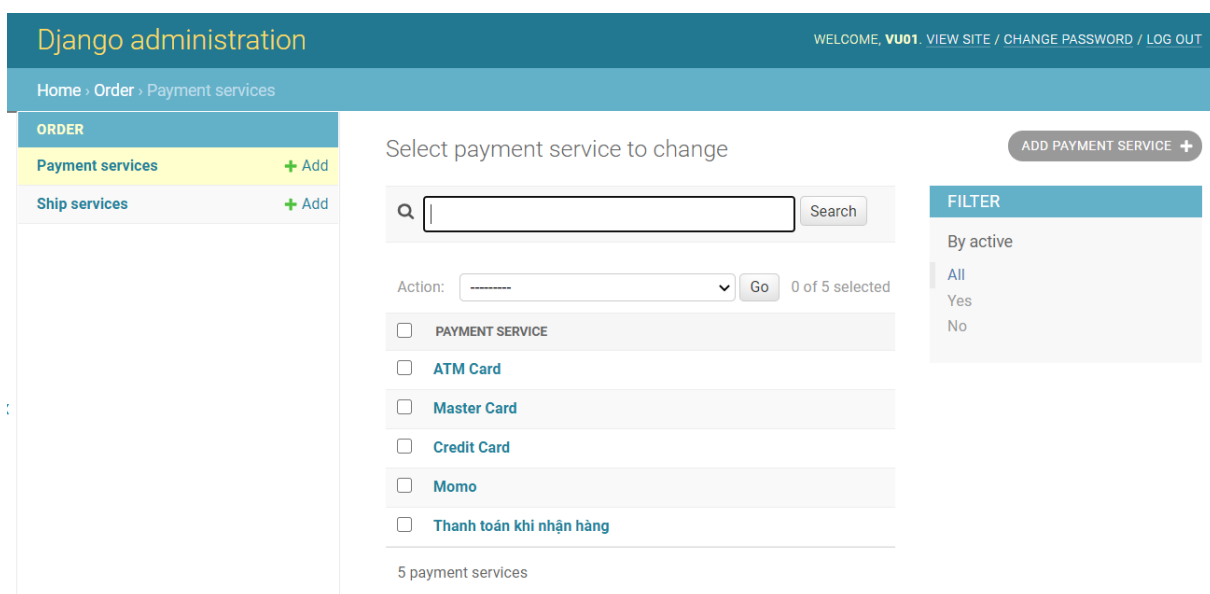 Django administration
WELCOME, VU01. VIEW SITE / CHANGE PASSWORD / LOG OUT
Home › Order › Payment services
ORDER
Payment services + Add
Ship services + Add
Select payment service to change
ADD PAYMENT SERVICE +
Search
Action: --------- Go 0 of 5 selected
PAYMENT SERVICE
ATM Card
Master Card
Credit Card
Momo
Thanh toán khi nhận hàng
5 payment services
FILTER
By active
All
Yes
No